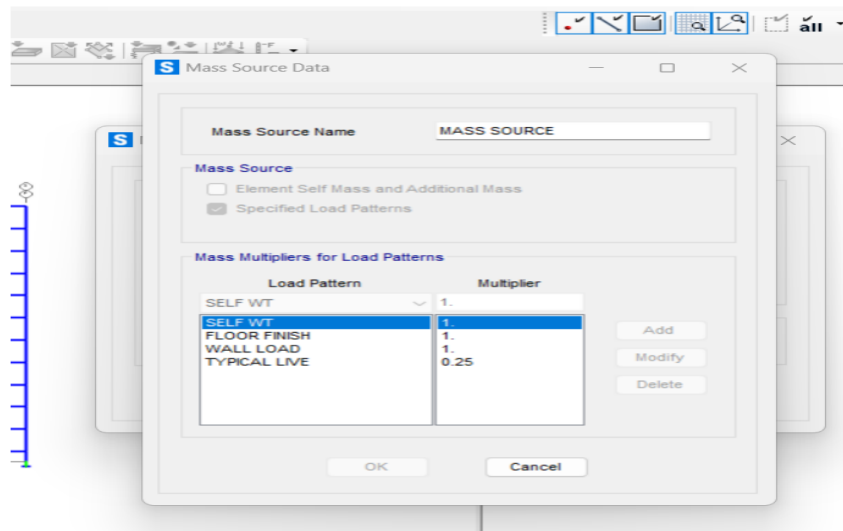 all
S Mass Source Data
S
Mass Source Name MASS SOURCE
Mass Source
Element Self Mass and Additional Mass
Specified Load Patterns
Mass Multipliers for Load Patterns
Load Pattern Multiplier
SELF WT 1.
SELF WT 1.
FLOOR FINISH 1.
WALL LOAD 1.
TYPICAL LIVE 0.25
Add
Modify
Delete
OK Cancel